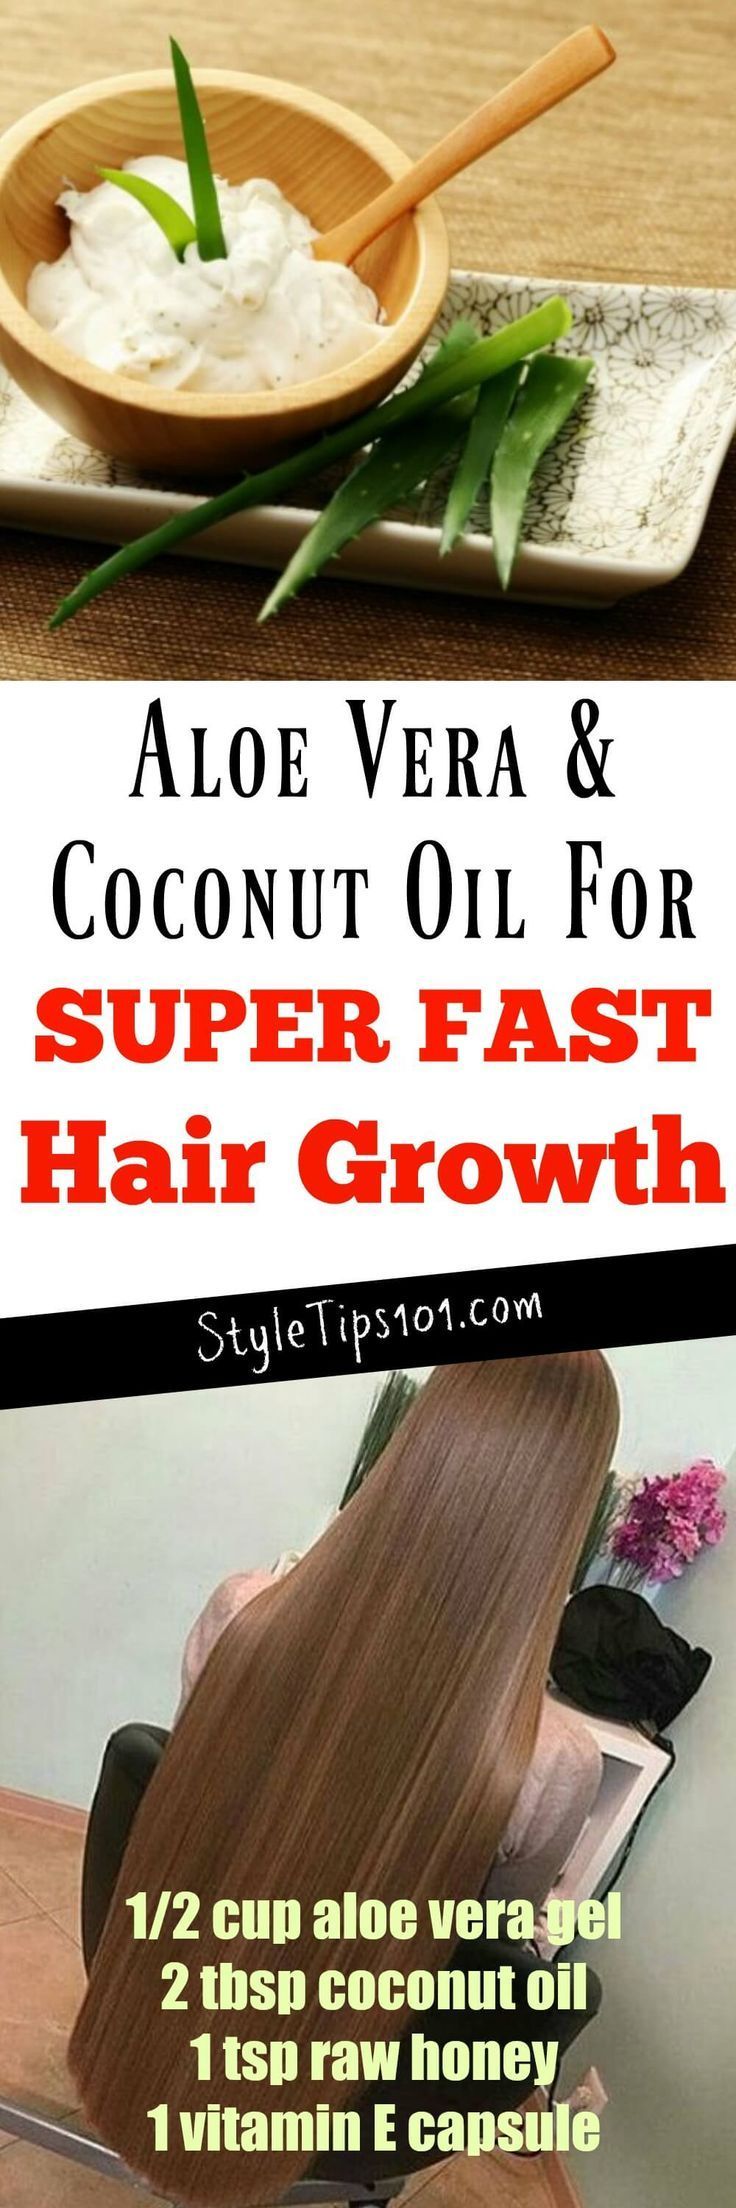 Aloe Vera &
Coconut Oil For
SUPER FAST
Hair Growth
StyleTips101.com
1/2 cup aloe vera gel
2 tbsp coconut oil
1 tsp raw honey
1 vitamin E capsule